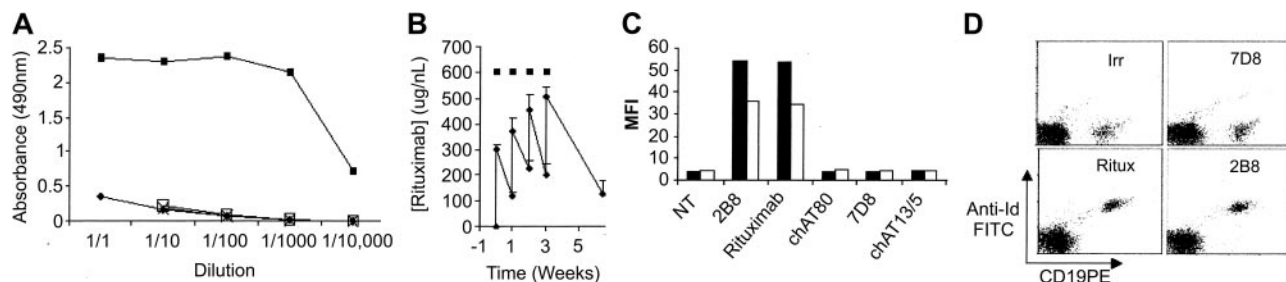 A
Absorbance (490nm)
2.5
2
1.5
1
0.5
0
1/1 1/10 1/100 1/1000 1/10,000
Dilution
B
[Rituximab] (ug/nL)
700
600
500
400
300
200
100
0
-1 1 3 5
Time (Weeks)
C
MFI
60
50
40
30
20
10
0
NT
2B8
Rituximab
chAT80
7D8
chAT13/5
D
Irr
7D8
Ritux
2B8
Anti-Id
FITC
CD19PE